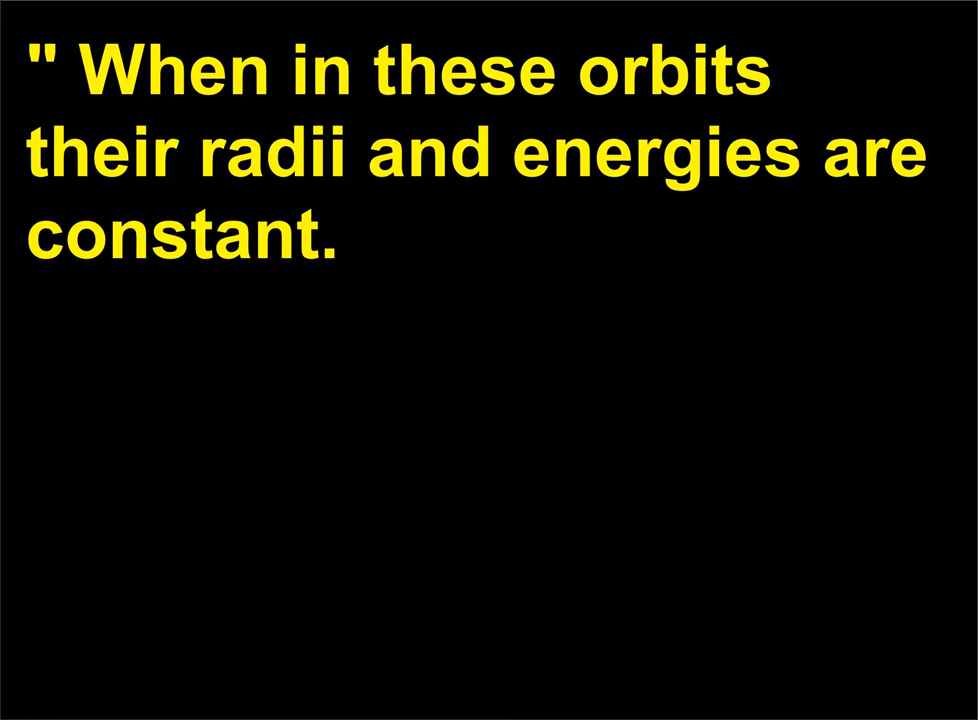 " When in these orbits
their radii and energies are
constant.